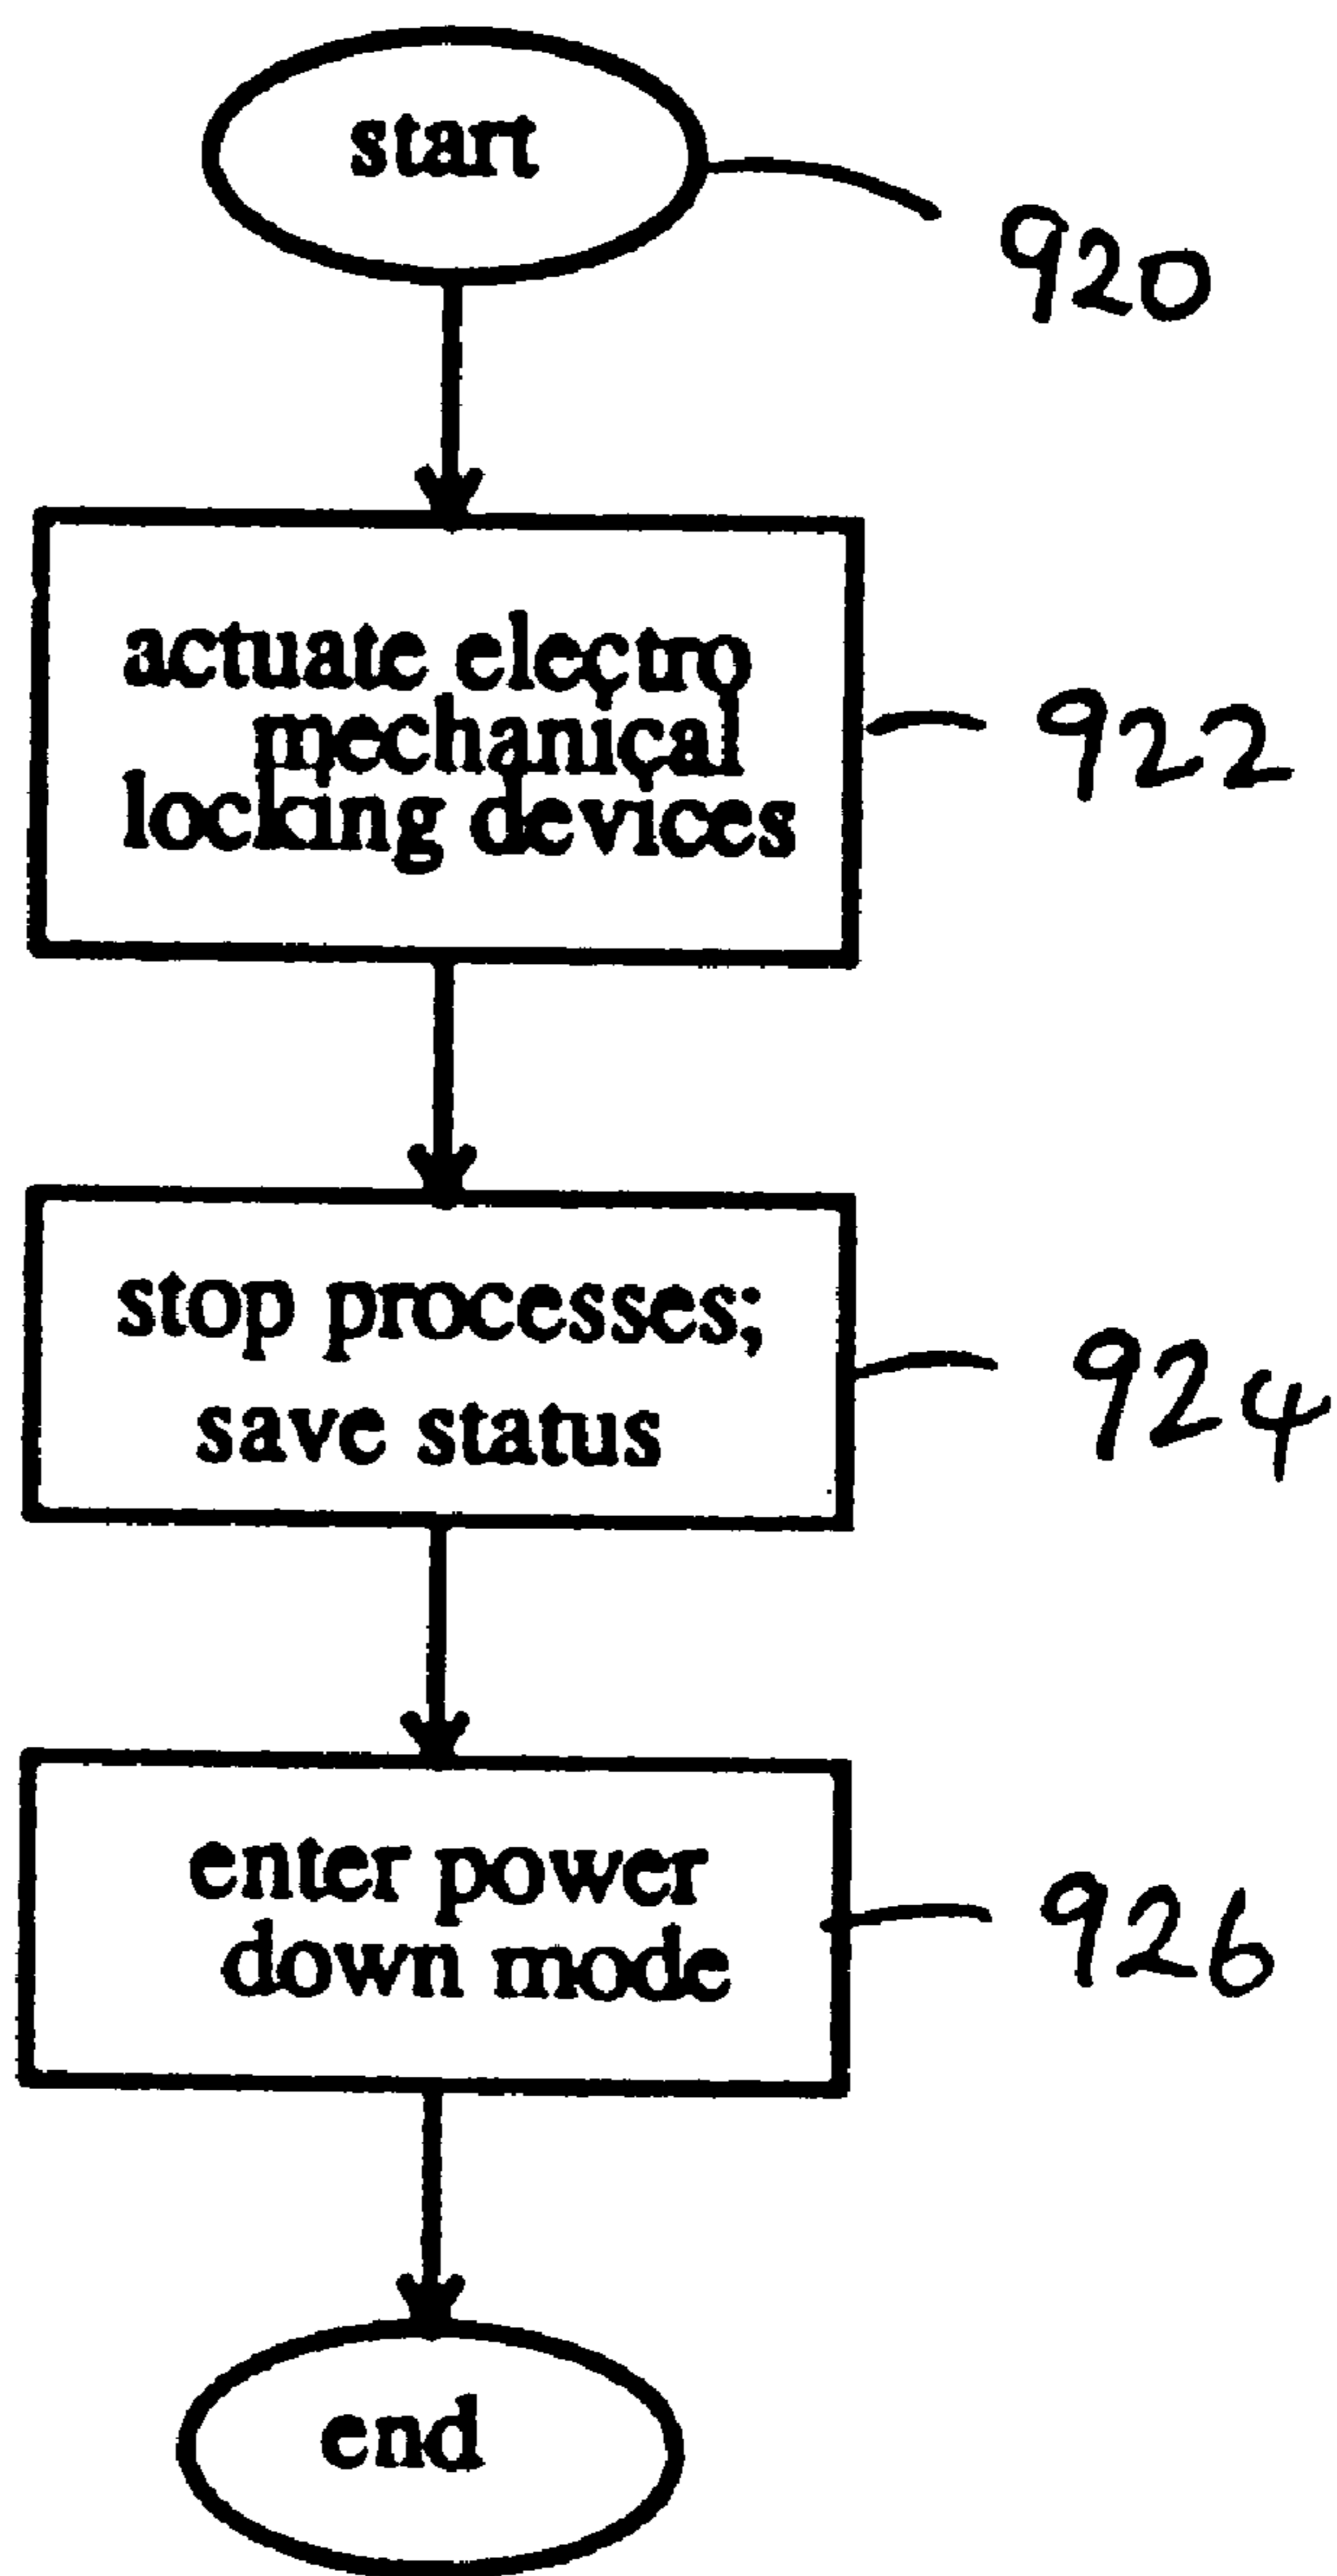 start
920
actuate electro
mechanical
locking devices
922
stop processes;
save status
924
enter power
down mode
926
end